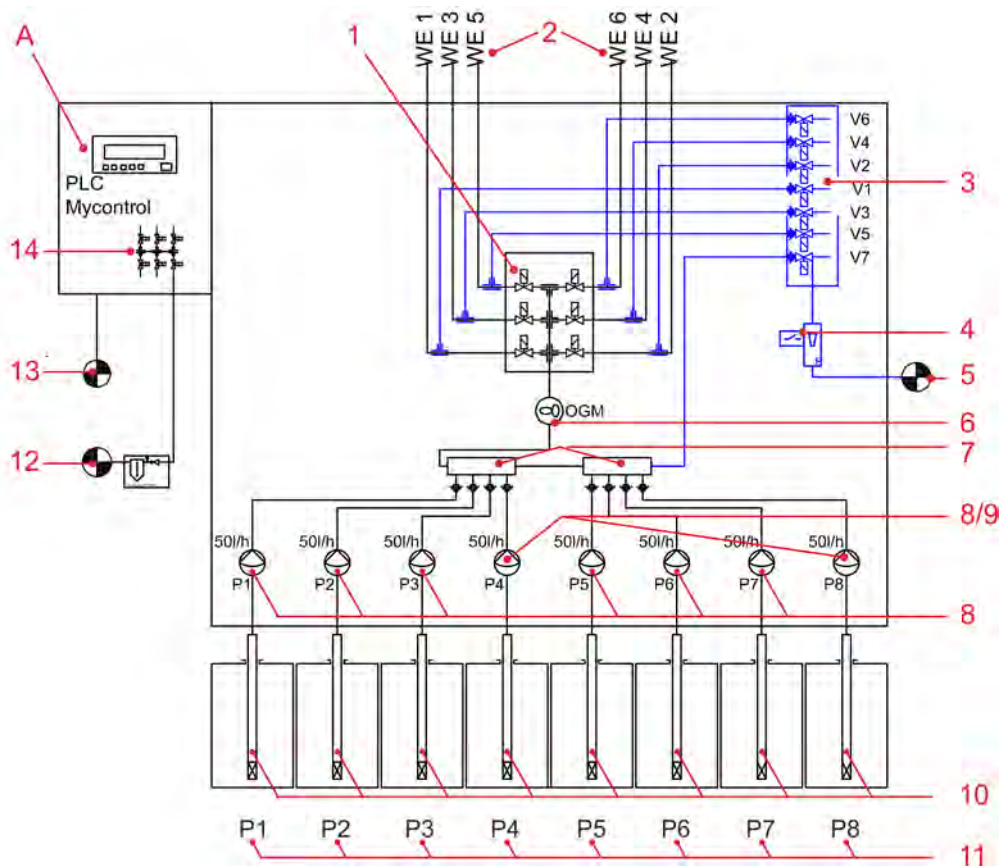 A
1
WE 1
WE 3
WE 5
2
WE 6
WE 4
WE 2
PLC
Mycontrol
14
13
12
V6
V4
V2
V1
V3
V5
V7
3
4
5
OGM
6
7
8/9
50l/h
50l/h
50l/h
50l/h
50l/h
50l/h
50l/h
50l/h
P1
P2
P3
P4
P5
P6
P7
P8
8
10
P1
P2
P3
P4
P5
P6
P7
P8
11